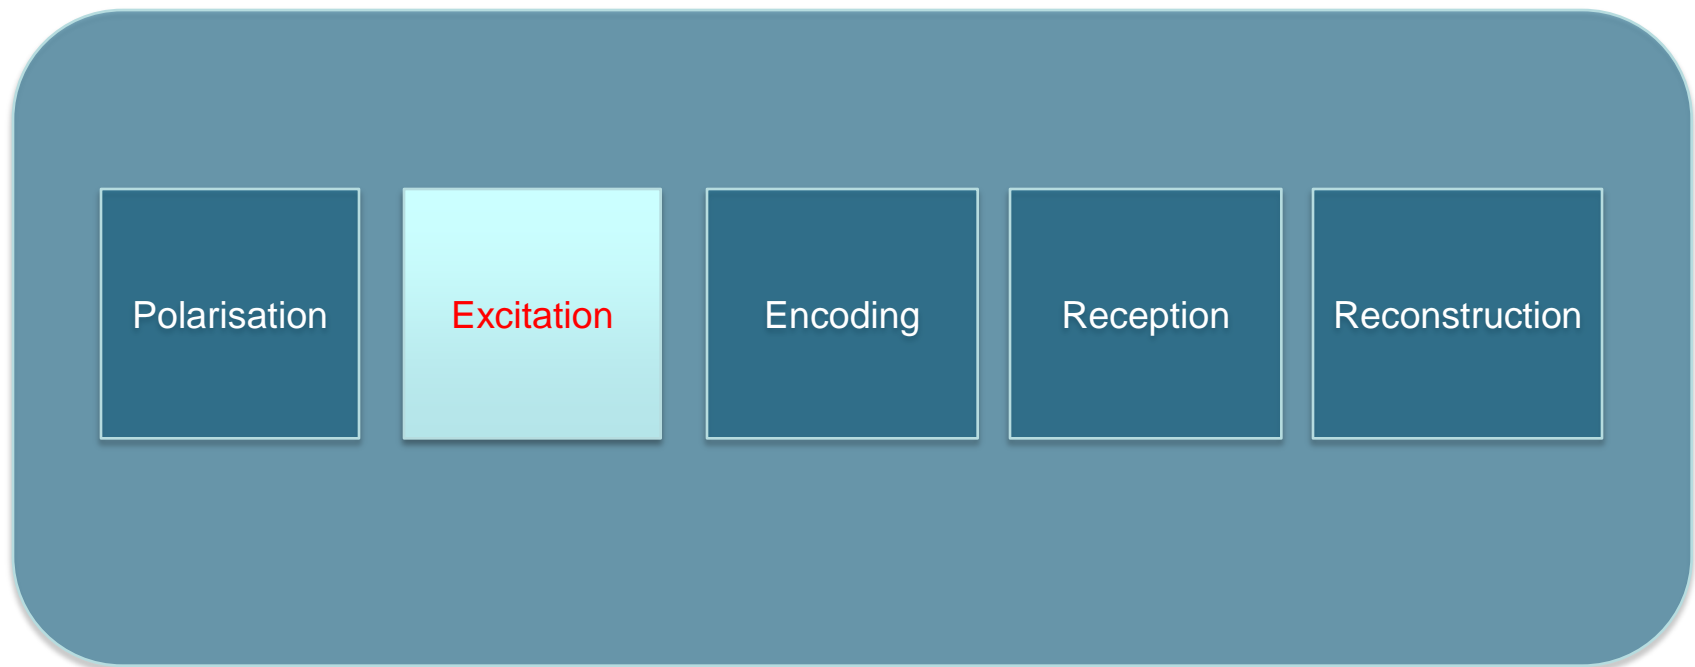 Polarisation
Excitation
Encoding
Reception
Reconstruction